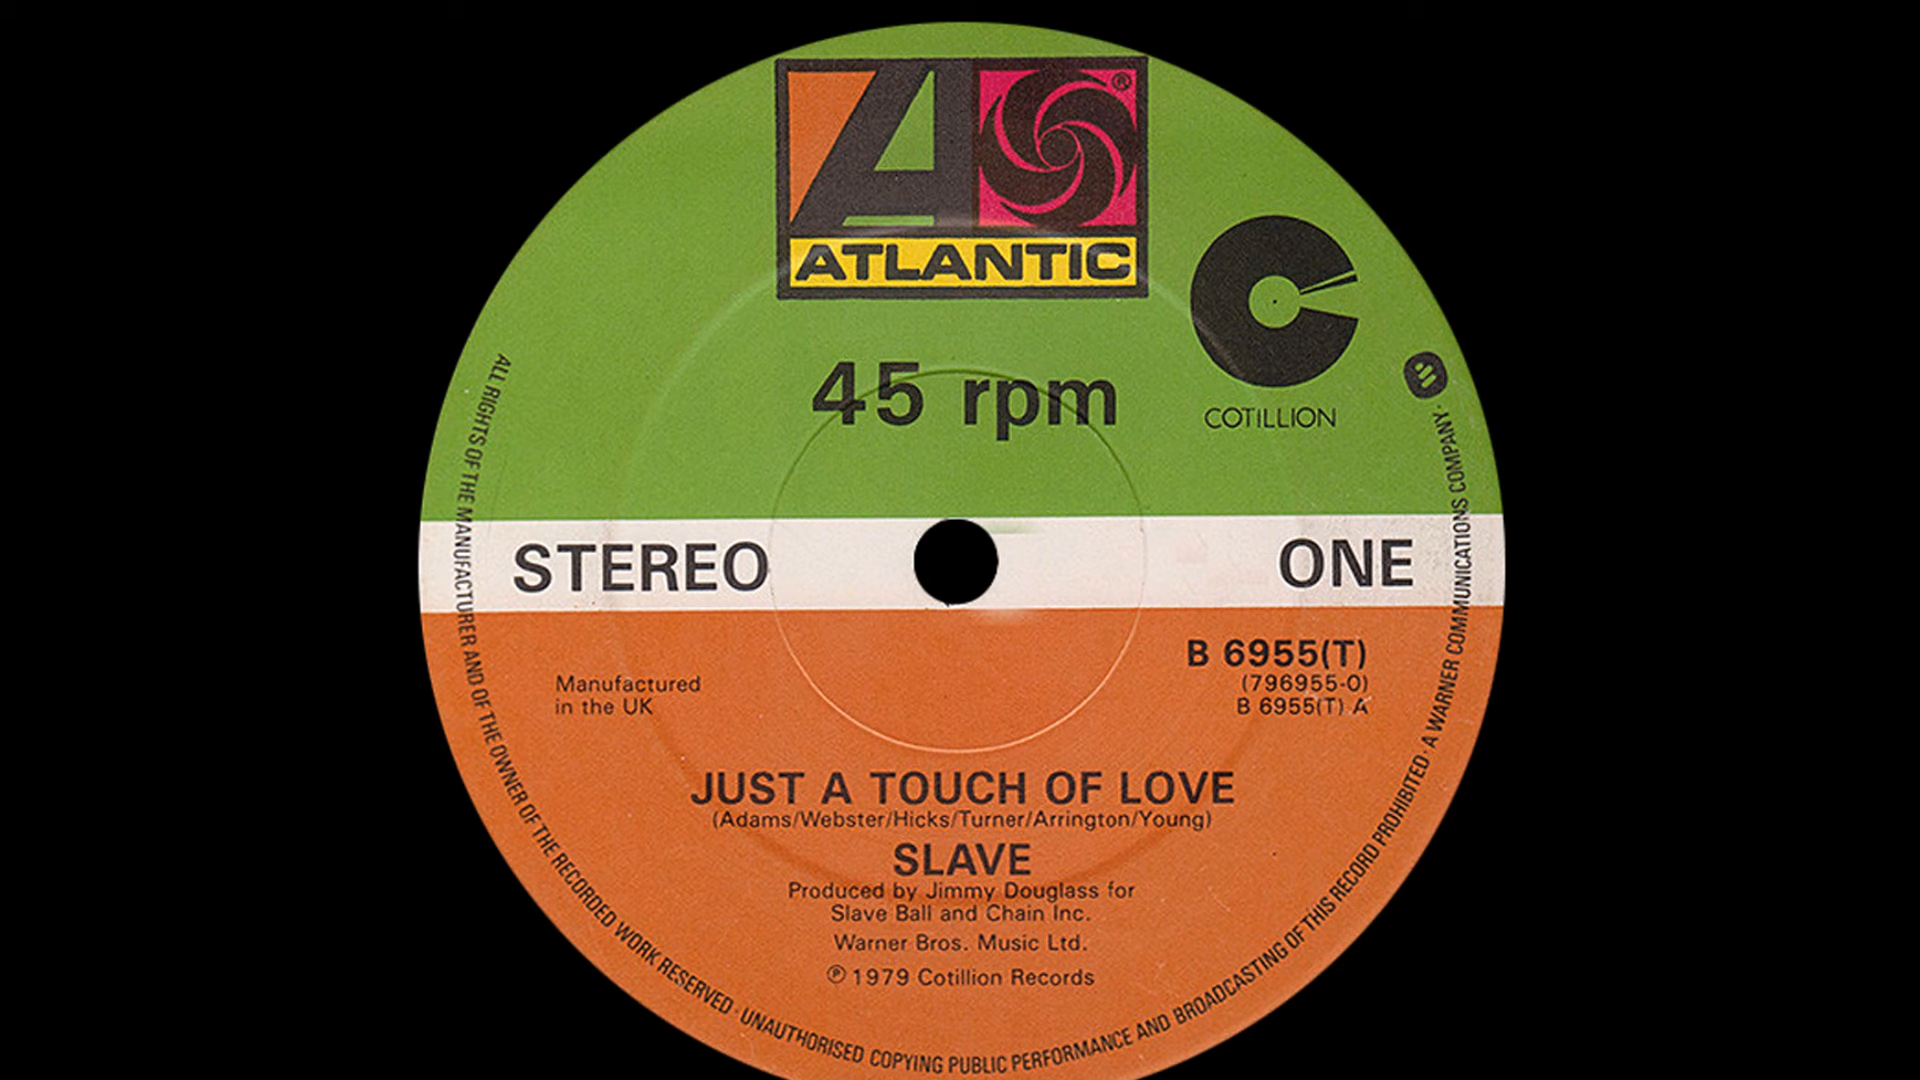 ®
ATLANTIC
45 rpm
COTILLION
STEREO
ONE
B 6955(T)
(796955-0)
B 6955(T) A
Manufactured
in the UK
JUST A TOUCH OF LOVE
(Adams/Webster/Hicks/Turner/Arrington/Young)
SLAVE
Produced by Jimmy Douglass for
Slave Ball and Chain Inc.
Warner Bros. Music Ltd.
℗ 1979 Cotillion Records
ALL RIGHTS OF THE MANUFACTURER AND OF THE OWNER OF THE RECORDED WORK RESERVED · UNAUTHORISED COPYING PUBLIC PERFORMANCE AND BROADCASTING OF THIS RECORD PROHIBITED · A WARNER COMMUNICATIONS COMPANY ·